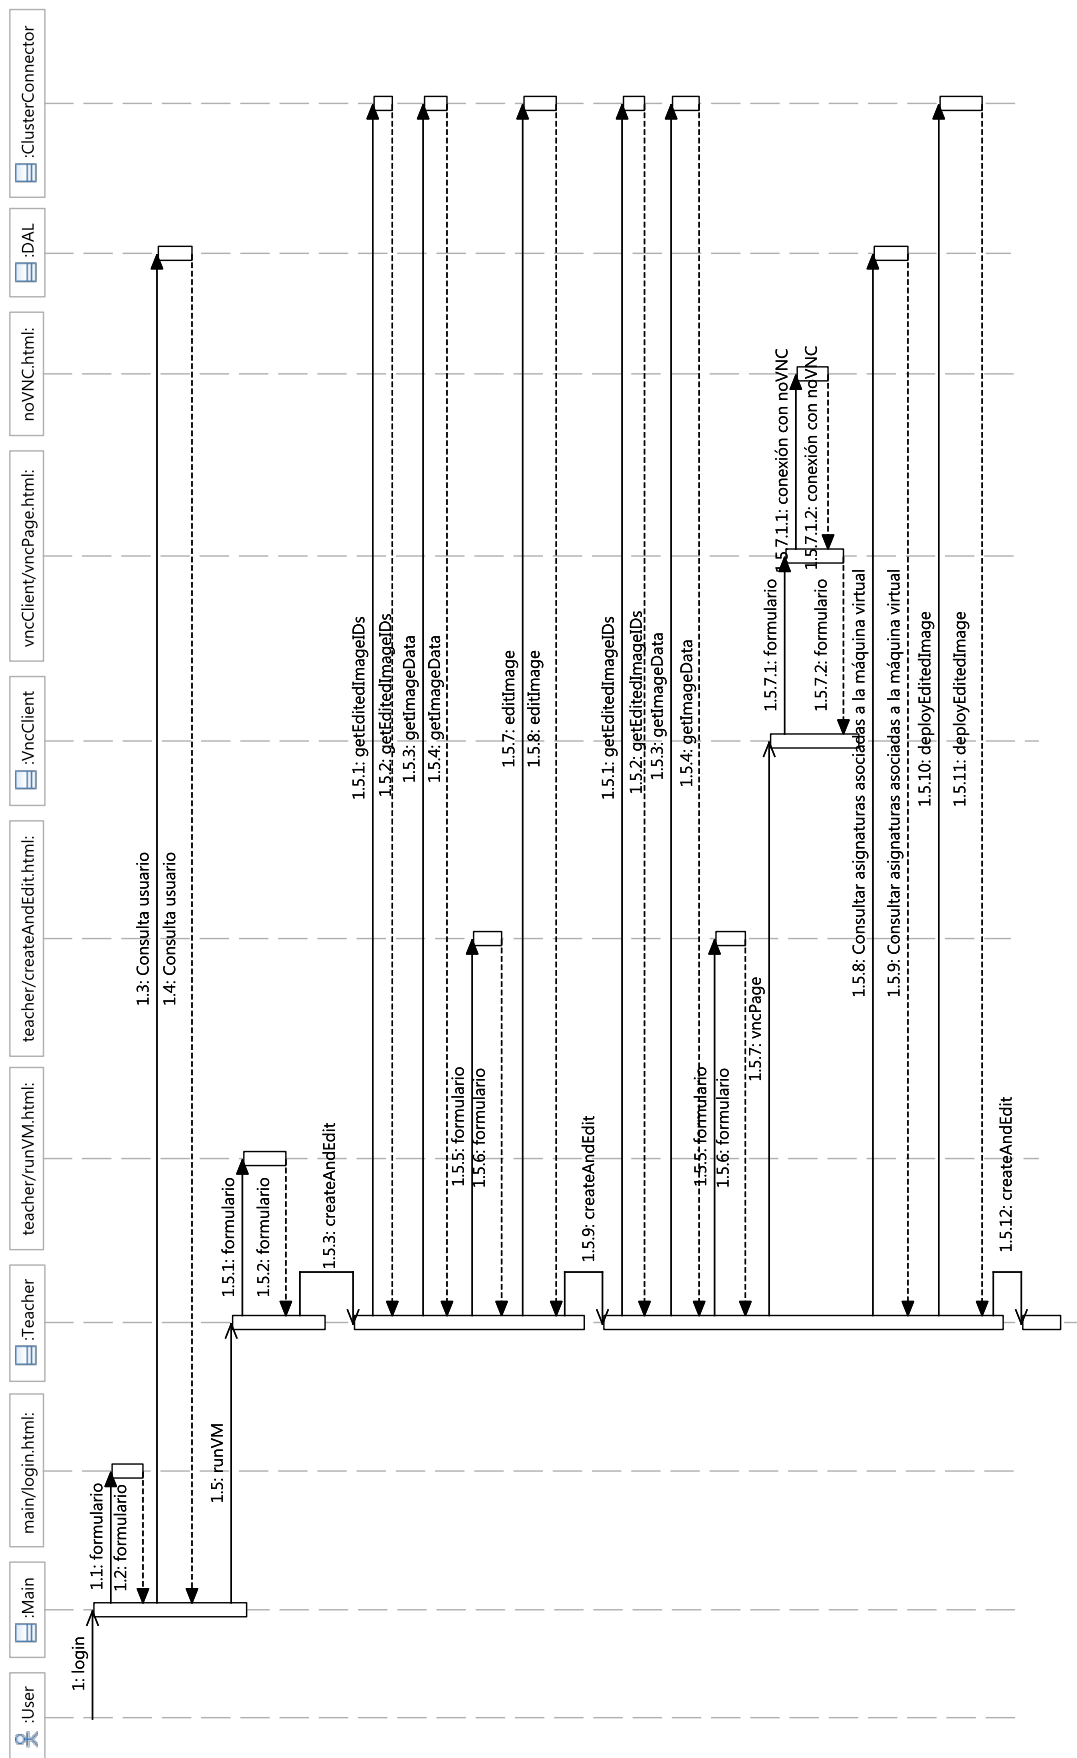 :User
:Main
main/login.html:
:Teacher
teacher/runVM.html:
teacher/createAndEdit.html:
:VncClient
vncClient/vncPage.html:
noVNC.html:
:DAL
:ClusterConnector
1: login
1.1: formulario
1.2: formulario
1.3: Consulta usuario
1.4: Consulta usuario
1.5: runVM
1.5.1: formulario
1.5.2: formulario
1.5.3: createAndEdit
1.5.1: getEditedImageIDs
1.5.2: getEditedImageIDs
1.5.3: getImageData
1.5.4: getImageData
1.5.5: formulario
1.5.6: formulario
1.5.7: editImage
1.5.8: editImage
1.5.9: createAndEdit
1.5.1: getEditedImageIDs
1.5.2: getEditedImageIDs
1.5.3: getImageData
1.5.4: getImageData
1.5.5: formulario
1.5.6: formulario
1.5.7: vncPage
1.5.7.1: formulario
1.5.7.1.1: conexión con noVNC
1.5.7.1.2: conexión con noVNC
1.5.7.2: formulario
1.5.8: Consultar asignaturas asociadas a la máquina virtual
1.5.9: Consultar asignaturas asociadas a la máquina virtual
1.5.10: deployEditedImage
1.5.11: deployEditedImage
1.5.12: createAndEdit